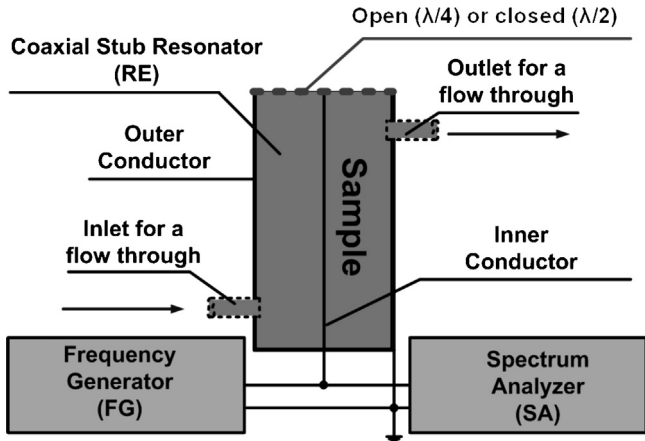 Open (λ/4) or closed (λ/2)
Coaxial Stub Resonator
(RE)
Outlet for a
flow through
Outer
Conductor
Sample
Inlet for a
flow through
Inner
Conductor
Frequency
Generator
(FG)
Spectrum
Analyzer
(SA)